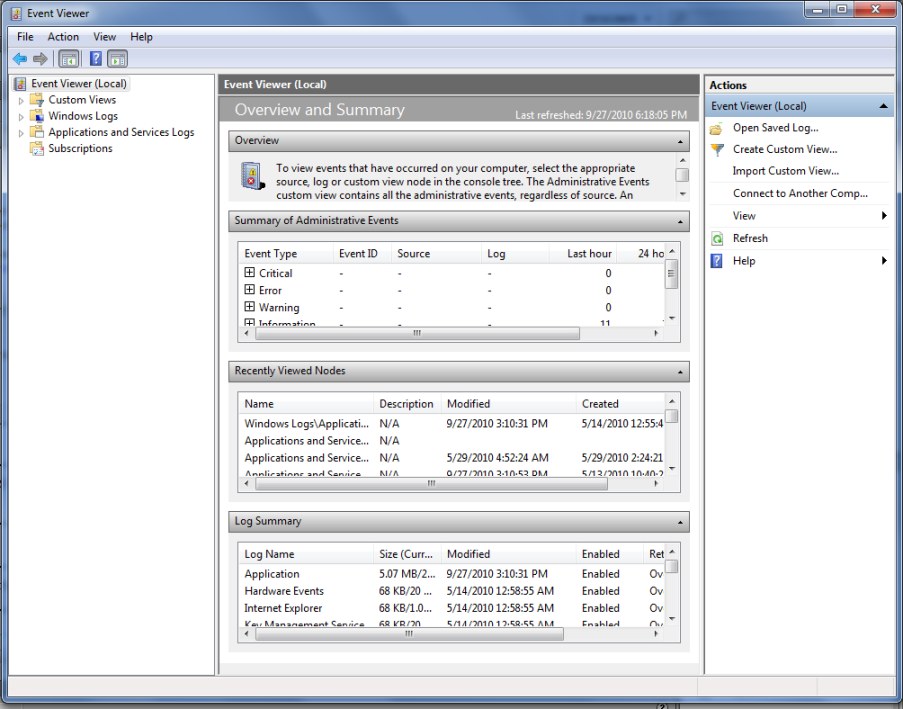 Event Viewer
File Action View Help
Event Viewer (Local)
Custom Views
Windows Logs
Applications and Services Logs
Subscriptions
Event Viewer (Local)
Overview and Summary Last refreshed: 9/27/2010 6:18:05 PM
Overview
To view events that have occurred on your computer, select the appropriate
source, log or custom view node in the console tree. The Administrative Events
custom view contains all the administrative events, regardless of source. An
Summary of Administrative Events
Event Type Event ID Source Log Last hour 24 ho
Critical - - - 0
Error - - - 0
Warning - - - 0
Information - - - 11
Recently Viewed Nodes
Name Description Modified Created
Windows Logs\Applicati... N/A 9/27/2010 3:10:31 PM 5/14/2010 12:55:4
Applications and Service... N/A
Applications and Service... N/A 5/29/2010 4:52:24 AM 5/29/2010 2:24:21
Applications and Service... N/A 9/27/2010 3:10:53 PM 5/13/2010 10:40:2
Log Summary
Log Name Size (Curr... Modified Enabled Ret
Application 5.07 MB/2... 9/27/2010 3:10:31 PM Enabled Ov
Hardware Events 68 KB/20 ... 5/14/2010 12:58:55 AM Enabled Ov
Internet Explorer 68 KB/1.0... 5/14/2010 12:58:55 AM Enabled Ov
Key Management Service 68 KB/20 ... 5/14/2010 12:58:55 AM Enabled Ov
Actions
Event Viewer (Local)
Open Saved Log...
Create Custom View...
Import Custom View...
Connect to Another Comp...
View
Refresh
Help